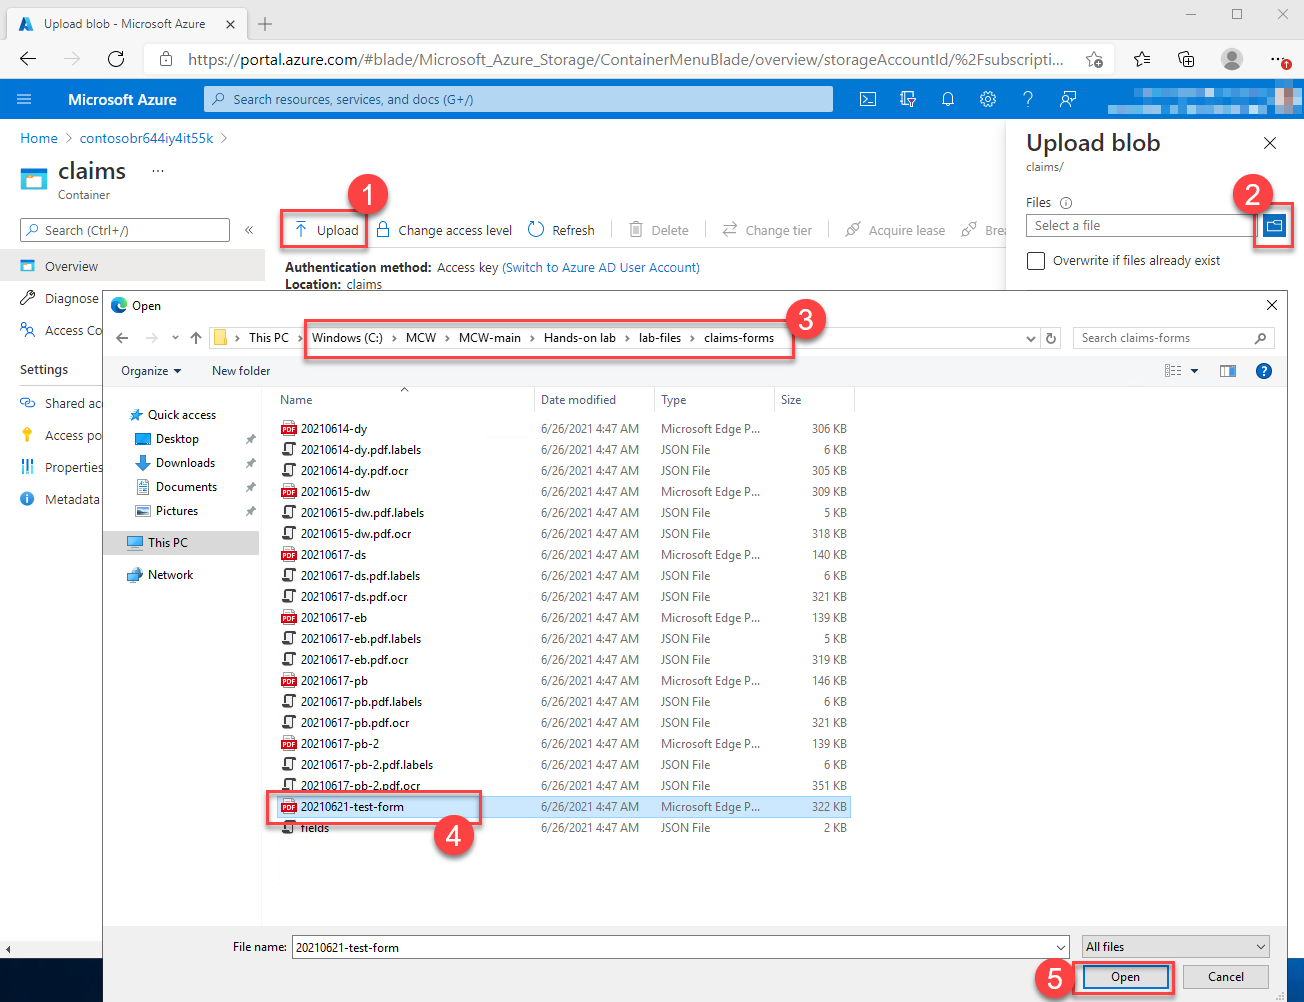 Upload blob - Microsoft Azure
https://portal.azure.com/#blade/Microsoft_Azure_Storage/ContainerMenuBlade/overview/storageAccountId/%2Fsubscripti...
Microsoft Azure
Search resources, services, and docs (G+/)
Home > contosobr644iy4it55k >
claims ...
Container
Search (Ctrl+/) «
1
Upload
Change access level
Refresh
Delete
Change tier
Acquire lease
Brea
Overview
Authentication method: Access key (Switch to Azure AD User Account)
Location: claims
Diagnose
Access Co
Settings
Shared ac
Access po
Properties
Metadata
Upload blob
claims/
2
Files
Select a file
Overwrite if files already exist
Open
3
This PC > Windows (C:) > MCW > MCW-main > Hands-on lab > lab-files > claims-forms
Search claims-forms
Organize New folder
Quick access
Desktop
Downloads
Documents
Pictures
This PC
Network
Name Date modified Type Size
20210614-dy 6/26/2021 4:47 AM Microsoft Edge P... 306 KB
20210614-dy.pdf.labels 6/26/2021 4:47 AM JSON File 6 KB
20210614-dy.pdf.ocr 6/26/2021 4:47 AM JSON File 305 KB
20210615-dw 6/26/2021 4:47 AM Microsoft Edge P... 309 KB
20210615-dw.pdf.labels 6/26/2021 4:47 AM JSON File 5 KB
20210615-dw.pdf.ocr 6/26/2021 4:47 AM JSON File 318 KB
20210617-ds 6/26/2021 4:47 AM Microsoft Edge P... 140 KB
20210617-ds.pdf.labels 6/26/2021 4:47 AM JSON File 6 KB
20210617-ds.pdf.ocr 6/26/2021 4:47 AM JSON File 321 KB
20210617-eb 6/26/2021 4:47 AM Microsoft Edge P... 139 KB
20210617-eb.pdf.labels 6/26/2021 4:47 AM JSON File 5 KB
20210617-eb.pdf.ocr 6/26/2021 4:47 AM JSON File 319 KB
20210617-pb 6/26/2021 4:47 AM Microsoft Edge P... 146 KB
20210617-pb.pdf.labels 6/26/2021 4:47 AM JSON File 6 KB
20210617-pb.pdf.ocr 6/26/2021 4:47 AM JSON File 321 KB
20210617-pb-2 6/26/2021 4:47 AM Microsoft Edge P... 139 KB
20210617-pb-2.pdf.labels 6/26/2021 4:47 AM JSON File 6 KB
20210617-pb-2.pdf.ocr 6/26/2021 4:47 AM JSON File 351 KB
20210621-test-form 6/26/2021 4:47 AM Microsoft Edge P... 322 KB
fields 6/26/2021 4:47 AM JSON File 2 KB
4
File name: 20210621-test-form All files
5
Open Cancel